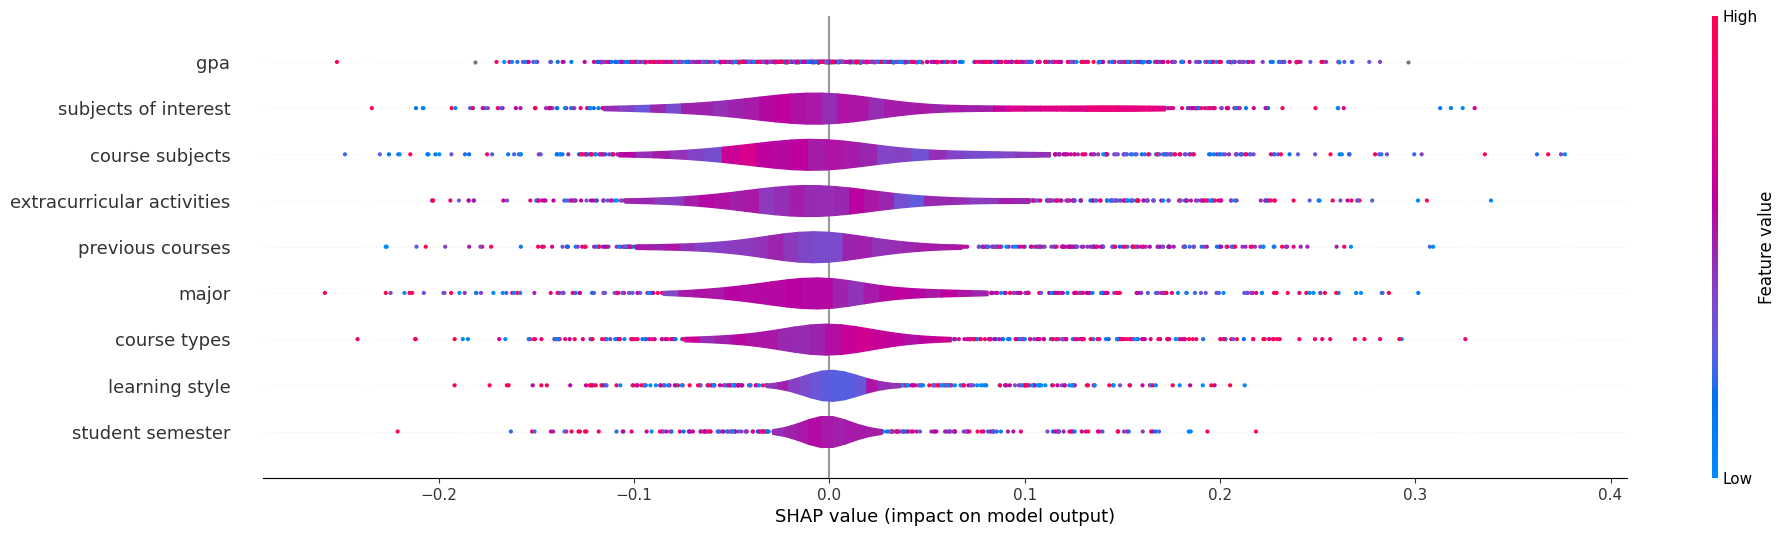 High
gpa
subjects of interest
course subjects
extracurricular activities
previous courses
major
course types
learning style
student semester
Feature value
Low
−0.2 −0.1 0.0 0.1 0.2 0.3 0.4
SHAP value (impact on model output)